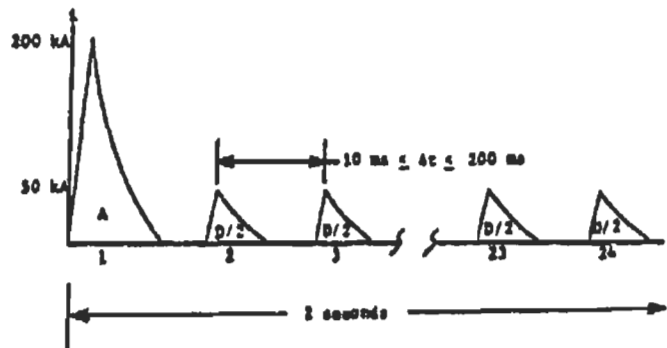 200 kA
10 ms ≤ Δt ≤ 200 ms
50 kA
A
D/2 D/2 D/2 D/2
1 2 3 23 24
2 seconds